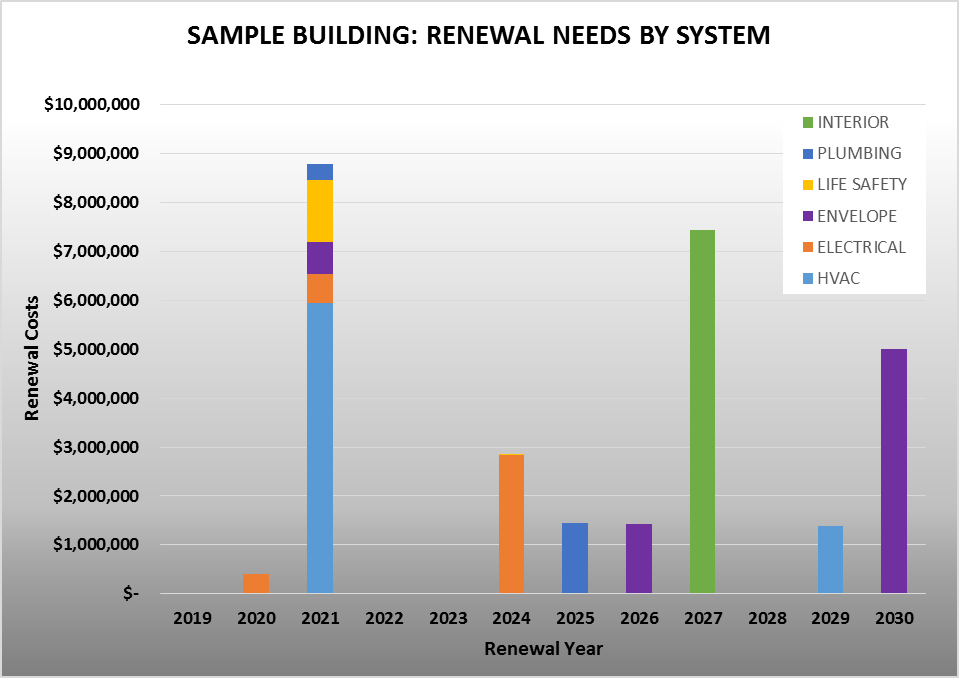 SAMPLE BUILDING: RENEWAL NEEDS BY SYSTEM
$10,000,000
$9,000,000
$8,000,000
$7,000,000
$6,000,000
$5,000,000
$4,000,000
$3,000,000
$2,000,000
$1,000,000
$-
Renewal Costs
INTERIOR
PLUMBING
LIFE SAFETY
ENVELOPE
ELECTRICAL
HVAC
2019 2020 2021 2022 2023 2024 2025 2026 2027 2028 2029 2030
Renewal Year